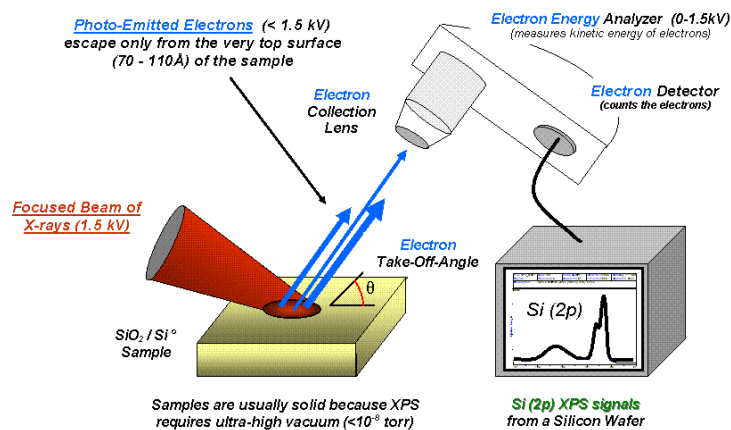 Photo-Emitted Electrons (< 1.5 kV)
escape only from the very top surface
(70 - 110Å) of the sample
Electron Energy Analyzer (0-1.5kV)
(measures kinetic energy of electrons)
Electron Detector
(counts the electrons)
Electron
Collection
Lens
Focused Beam of
X-rays (1.5 kV)
Electron
Take-Off-Angle
θ
SiO₂ / Si°
Sample
Si (2p)
Samples are usually solid because XPS
requires ultra-high vacuum (<10⁻⁸ torr)
Si (2p) XPS signals
from a Silicon Wafer